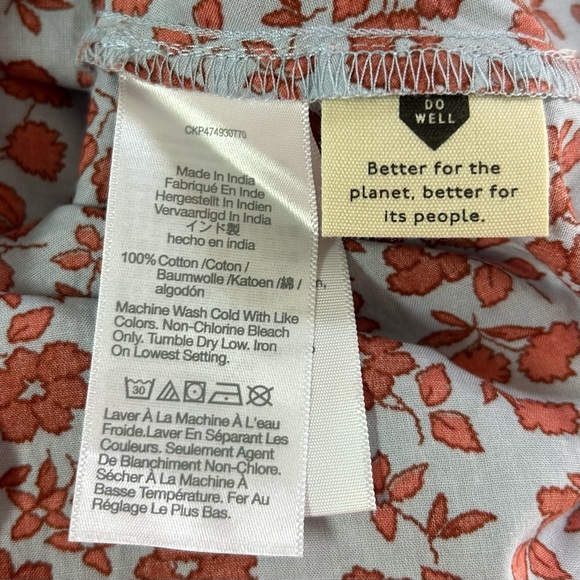 CKP474930770
Made In India
Fabriqué En Inde
Hergestellt In Indien
Vervaardigd In India
インド製
hecho en india
100% Cotton /Coton /
Baumwolle /Katoen /綿 /
algodón
Machine Wash Cold With Like
Colors. Non-Chlorine Bleach
Only. Tumble Dry Low. Iron
On Lowest Setting.
30
Laver À La Machine À L'eau
Froide.Laver En Séparant Les
Couleurs. Seulement Agent
De Blanchiment Non-Chlore.
Sécher À La Machine À
Basse Température. Fer Au
Réglage Le Plus Bas.
DO
WELL
Better for the
planet, better for
its people.